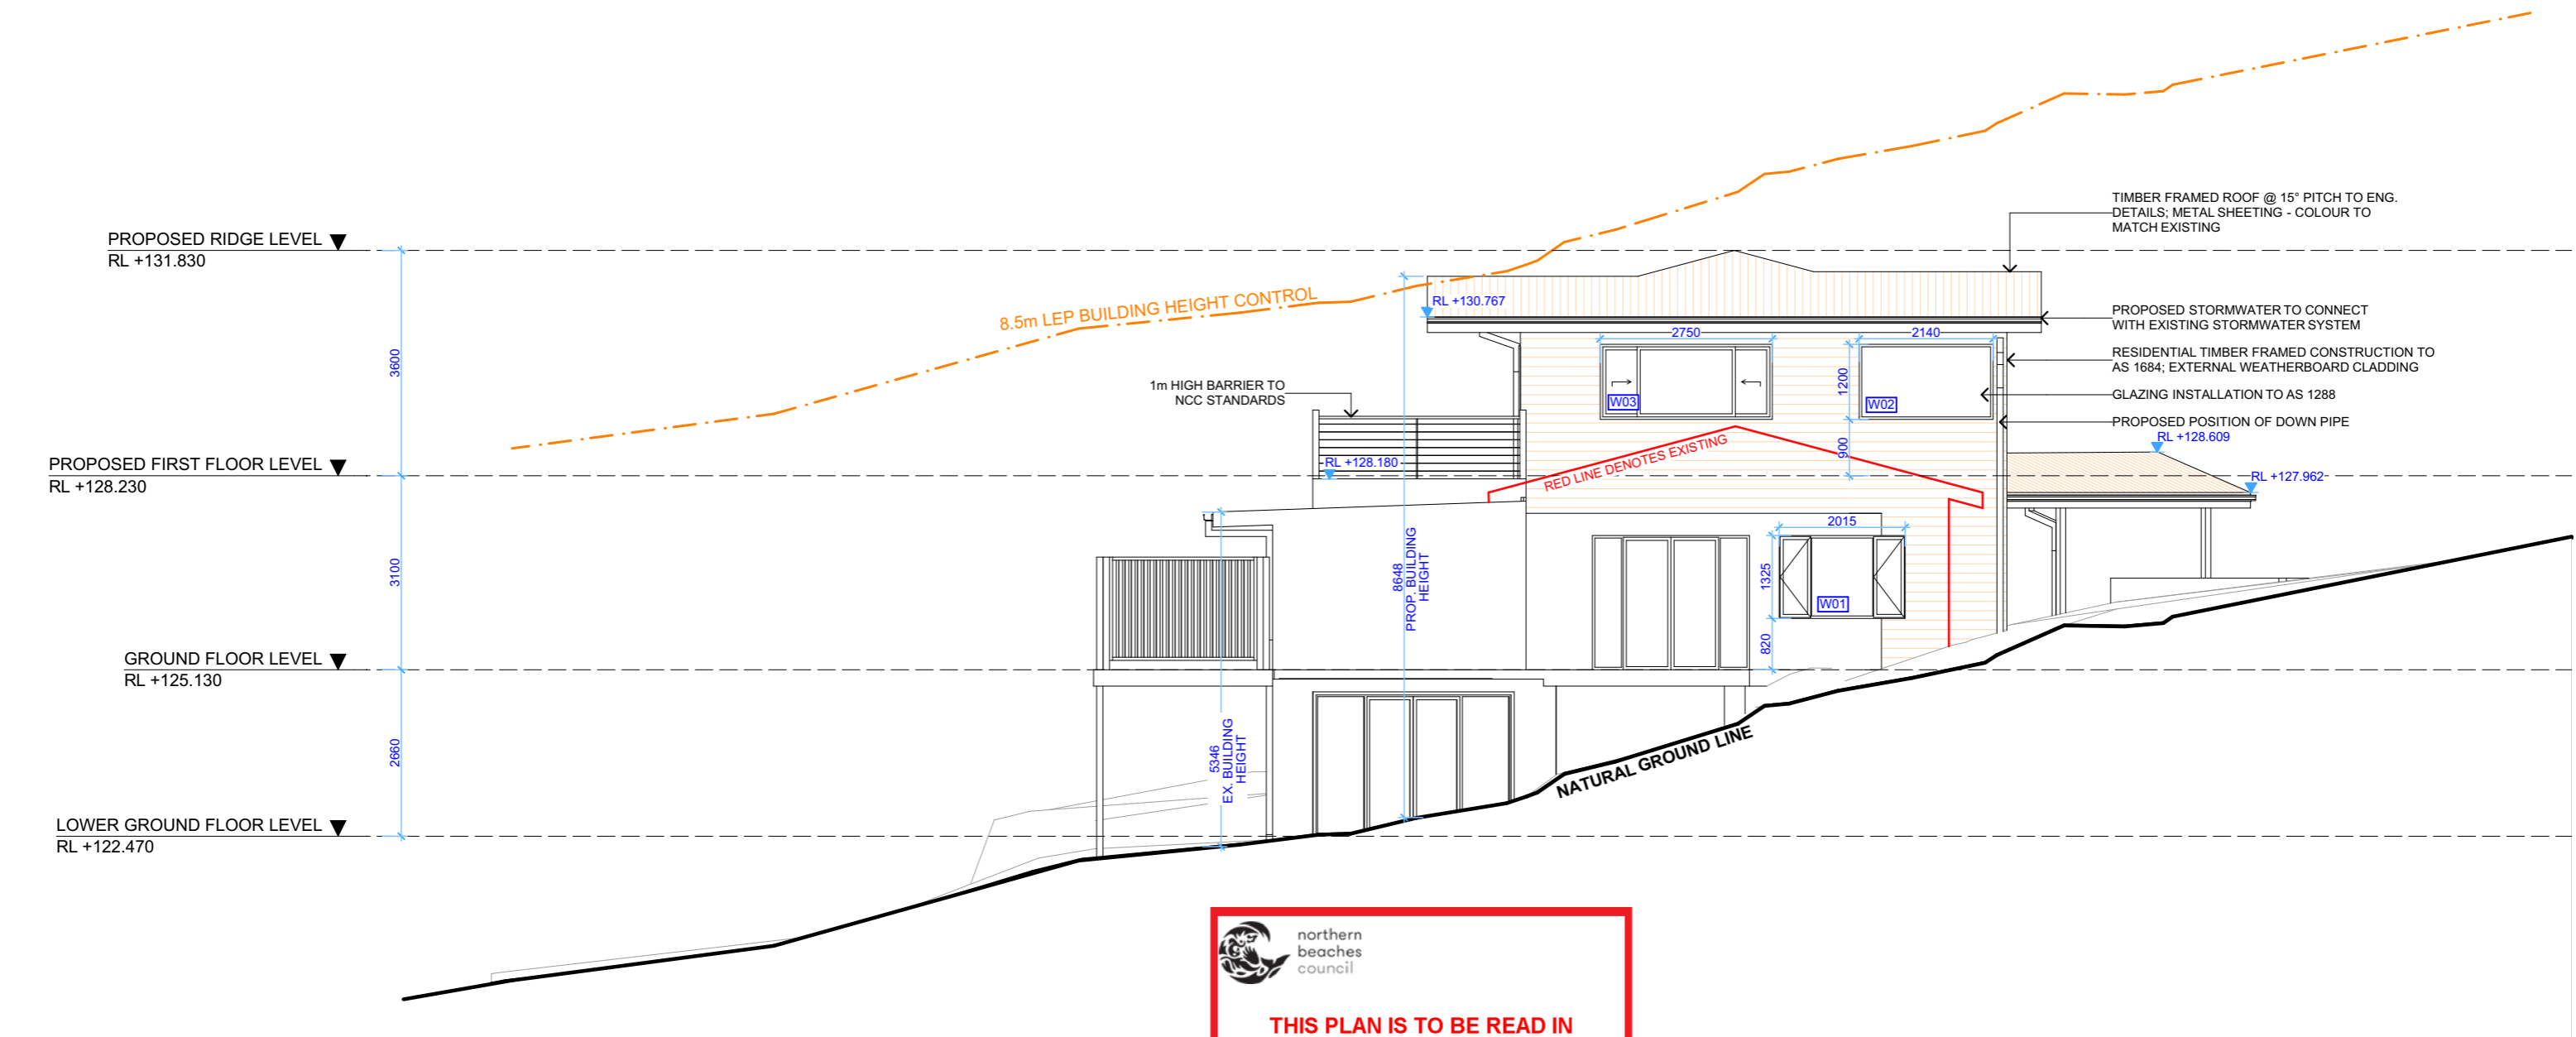 8.5m LEP BUILDING HEIGHT CONTROL
PROPOSED RIDGE LEVEL
RL +131.830
PROPOSED FIRST FLOOR LEVEL
RL +128.230
GROUND FLOOR LEVEL
RL +125.130
LOWER GROUND FLOOR LEVEL
RL +122.470
3600
3100
2660
1m HIGH BARRIER TO
NCC STANDARDS
RL +128.180
RL +130.767
2750
2140
1200
900
W03
W02
RED LINE DENOTES EXISTING
2015
1325
820
W01
8648
PROP. BUILDING
HEIGHT
5346
EX. BUILDING
HEIGHT
NATURAL GROUND LINE
TIMBER FRAMED ROOF @ 15° PITCH TO ENG.
DETAILS; METAL SHEETING - COLOUR TO
MATCH EXISTING
PROPOSED STORMWATER TO CONNECT
WITH EXISTING STORMWATER SYSTEM
RESIDENTIAL TIMBER FRAMED CONSTRUCTION TO
AS 1684; EXTERNAL WEATHERBOARD CLADDING
GLAZING INSTALLATION TO AS 1288
PROPOSED POSITION OF DOWN PIPE
RL +128.609
RL +127.962
northern
beaches
council
THIS PLAN IS TO BE READ IN